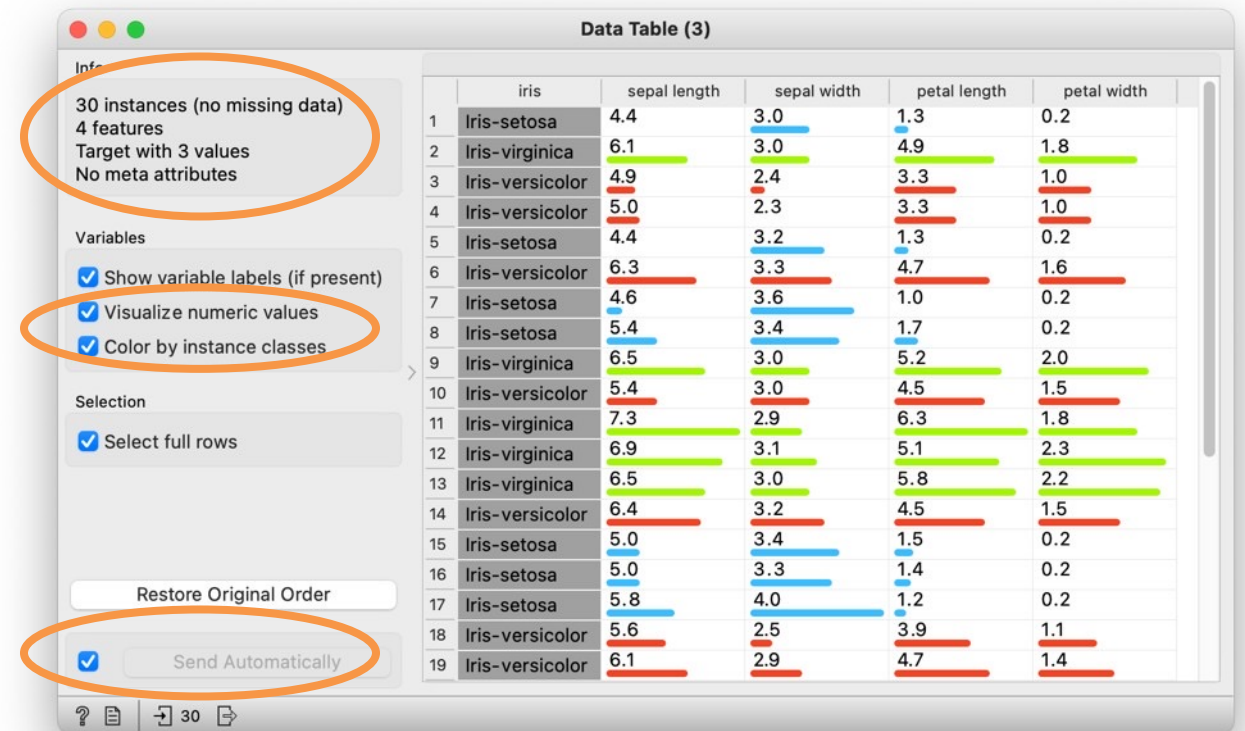 Data Table (3)
Info
30 instances (no missing data)
4 features
Target with 3 values
No meta attributes
Variables
Show variable labels (if present)
Visualize numeric values
Color by instance classes
Selection
Select full rows
Restore Original Order
Send Automatically
? 30
iris sepal length sepal width petal length petal width
1 Iris-setosa 4.4 3.0 1.3 0.2
2 Iris-virginica 6.1 3.0 4.9 1.8
3 Iris-versicolor 4.9 2.4 3.3 1.0
4 Iris-versicolor 5.0 2.3 3.3 1.0
5 Iris-setosa 4.4 3.2 1.3 0.2
6 Iris-versicolor 6.3 3.3 4.7 1.6
7 Iris-setosa 4.6 3.6 1.0 0.2
8 Iris-setosa 5.4 3.4 1.7 0.2
9 Iris-virginica 6.5 3.0 5.2 2.0
10 Iris-versicolor 5.4 3.0 4.5 1.5
11 Iris-virginica 7.3 2.9 6.3 1.8
12 Iris-virginica 6.9 3.1 5.1 2.3
13 Iris-virginica 6.5 3.0 5.8 2.2
14 Iris-versicolor 6.4 3.2 4.5 1.5
15 Iris-setosa 5.0 3.4 1.5 0.2
16 Iris-setosa 5.0 3.3 1.4 0.2
17 Iris-setosa 5.8 4.0 1.2 0.2
18 Iris-versicolor 5.6 2.5 3.9 1.1
19 Iris-versicolor 6.1 2.9 4.7 1.4